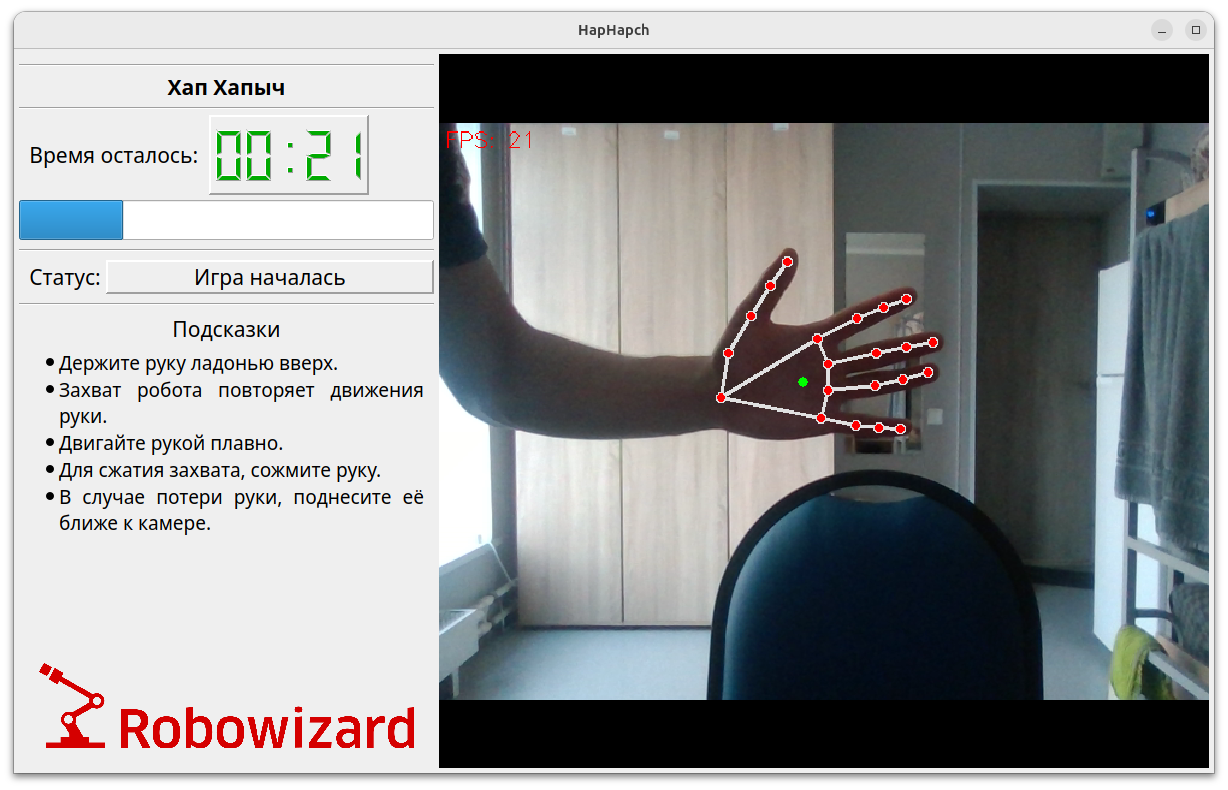 HapHapch
Хап Хапыч
Время осталось: 00:21
Статус: Игра началась
Подсказки
Держите руку ладонью вверх.
Захват робота повторяет движения
руки.
Двигайте рукой плавно.
Для сжатия захвата, сожмите руку.
В случае потери руки, поднесите её
ближе к камере.
Robowizard
FPS: 21